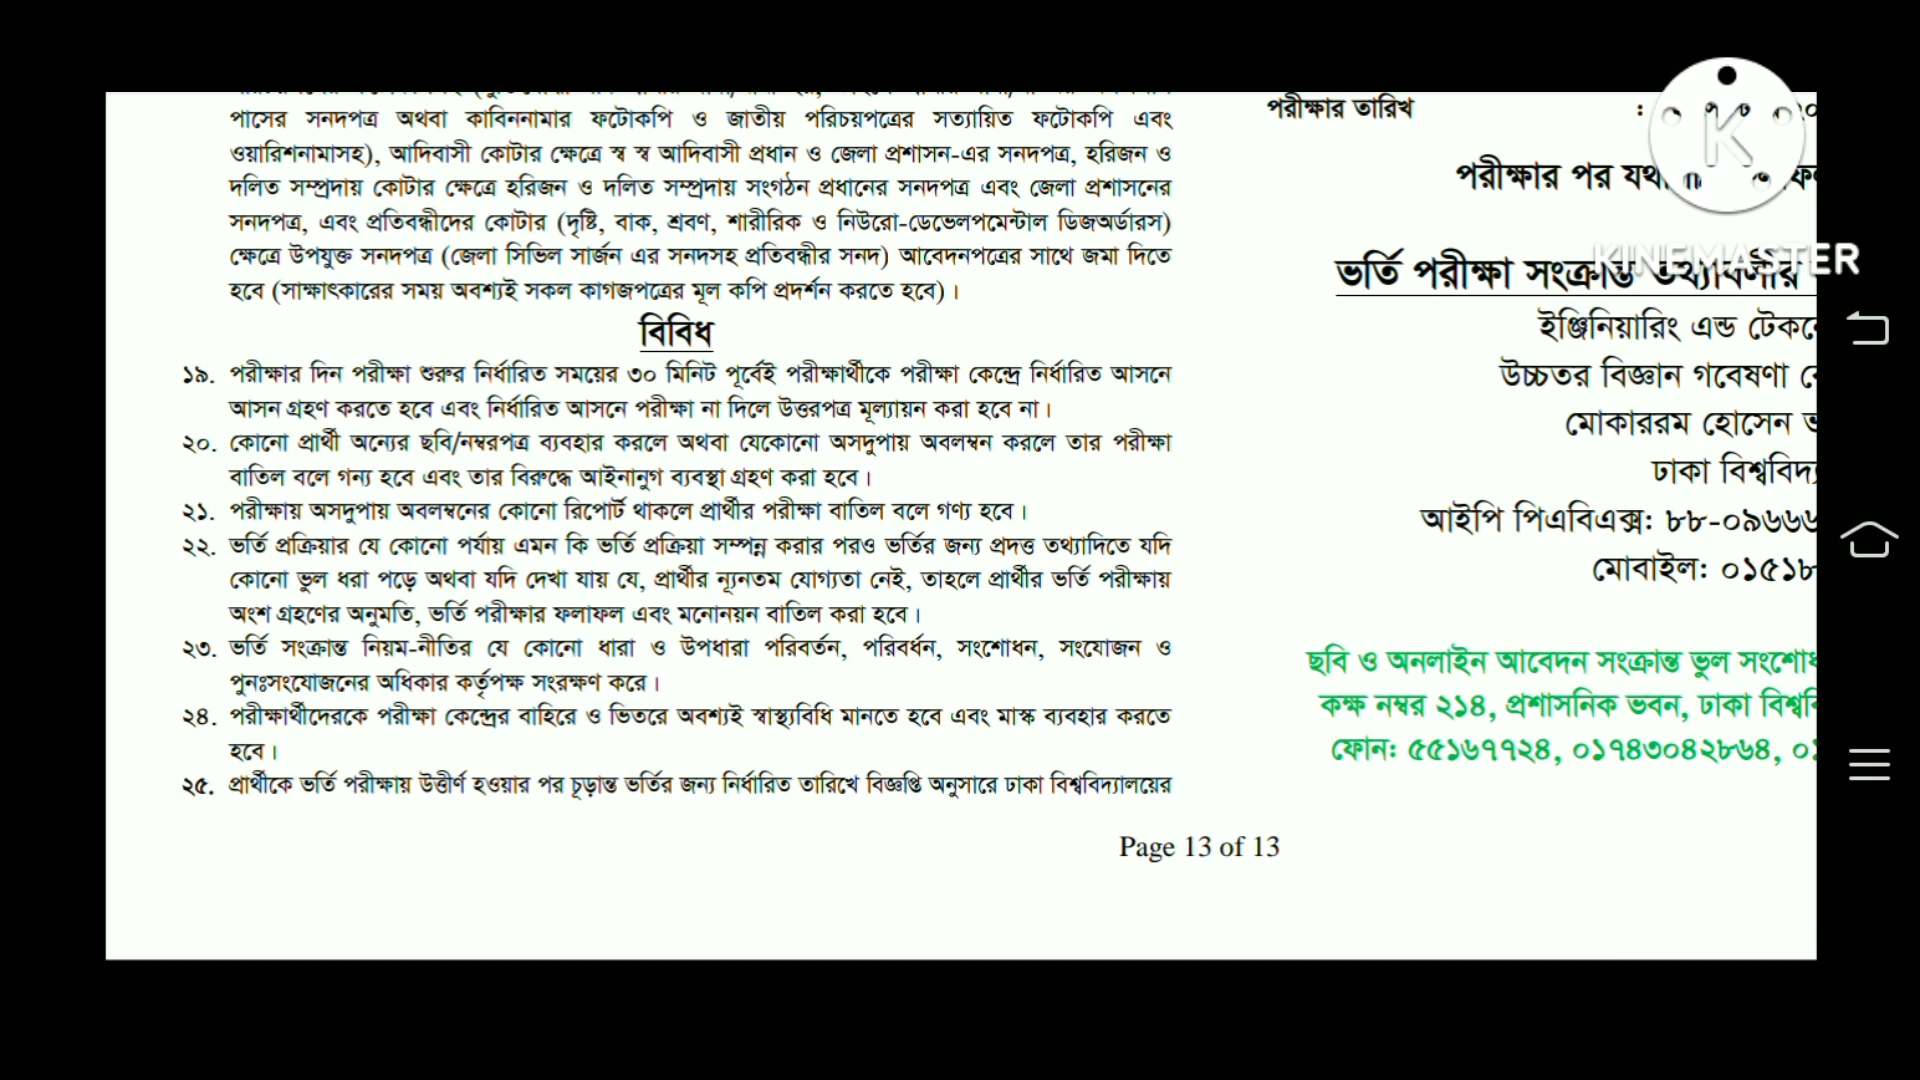 পাসের সনদপত্র অথবা কাবিননামার ফটোকপি ও জাতীয় পরিচয়পত্রের সত্যায়িত ফটোকপি এবং
ওয়ারিশনামাসহ), আদিবাসী কোটার ক্ষেত্রে স্ব স্ব আদিবাসী প্রধান ও জেলা প্রশাসন-এর সনদপত্র, হরিজন ও
দলিত সম্প্রদায় কোটার ক্ষেত্রে হরিজন ও দলিত সম্প্রদায় সংগঠন প্রধানের সনদপত্র এবং জেলা প্রশাসনের
সনদপত্র, এবং প্রতিবন্ধীদের কোটার (দৃষ্টি, বাক, শ্রবণ, শারীরিক ও নিউরো-ডেভেলপমেন্টাল ডিজঅর্ডারস)
ক্ষেত্রে উপযুক্ত সনদপত্র (জেলা সিভিল সার্জন এর সনদসহ প্রতিবন্ধীর সনদ) আবেদনপত্রের সাথে জমা দিতে
হবে (সাক্ষাৎকারের সময় অবশ্যই সকল কাগজপত্রের মূল কপি প্রদর্শন করতে হবে)।
বিবিধ
১৯. পরীক্ষার দিন পরীক্ষা শুরুর নির্ধারিত সময়ের ৩০ মিনিট পূর্বেই পরীক্ষার্থীকে পরীক্ষা কেন্দ্রে নির্ধারিত আসনে
আসন গ্রহণ করতে হবে এবং নির্ধারিত আসনে পরীক্ষা না দিলে উত্তরপত্র মূল্যায়ন করা হবে না।
২০. কোনো প্রার্থী অন্যের ছবি/নম্বরপত্র ব্যবহার করলে অথবা যেকোনো অসদুপায় অবলম্বন করলে তার পরীক্ষা
বাতিল বলে গন্য হবে এবং তার বিরুদ্ধে আইনানুগ ব্যবস্থা গ্রহণ করা হবে।
২১. পরীক্ষায় অসদুপায় অবলম্বনের কোনো রিপোর্ট থাকলে প্রার্থীর পরীক্ষা বাতিল বলে গণ্য হবে।
২২. ভর্তি প্রক্রিয়ার যে কোনো পর্যায় এমন কি ভর্তি প্রক্রিয়া সম্পন্ন করার পরও ভর্তির জন্য প্রদত্ত তথ্যাদিতে যদি
কোনো ভুল ধরা পড়ে অথবা যদি দেখা যায় যে, প্রার্থীর ন্যূনতম যোগ্যতা নেই, তাহলে প্রার্থীর ভর্তি পরীক্ষায়
অংশ গ্রহণের অনুমতি, ভর্তি পরীক্ষার ফলাফল এবং মনোনয়ন বাতিল করা হবে।
২৩. ভর্তি সংক্রান্ত নিয়ম-নীতির যে কোনো ধারা ও উপধারা পরিবর্তন, পরিবর্ধন, সংশোধন, সংযোজন ও
পুনঃসংযোজনের অধিকার কর্তৃপক্ষ সংরক্ষণ করে।
২৪. পরীক্ষার্থীদেরকে পরীক্ষা কেন্দ্রের বাহিরে ও ভিতরে অবশ্যই স্বাস্থ্যবিধি মানতে হবে এবং মাস্ক ব্যবহার করতে
হবে।
২৫. প্রার্থীকে ভর্তি পরীক্ষায় উত্তীর্ণ হওয়ার পর চূড়ান্ত ভর্তির জন্য নির্ধারিত তারিখে বিজ্ঞপ্তি অনুসারে ঢাকা বিশ্ববিদ্যালয়ের
পরীক্ষার তারিখ :
পরীক্ষার পর
ভর্তি পরীক্ষা সংক্রান্ত তথ্যাবলীর
KINEMASTER
ইঞ্জিনিয়ারিং এন্ড
উচ্চতর বিজ্ঞান গবেষণা
মোকাররম হোসেন
ঢাকা
আইপি পিএবিএক্স: ৮৮-০৯৬৬৬
মোবাইল: ০১৫১৮
ছবি ও অনলাইন আবেদন সংক্রান্ত ভুল
কক্ষ নম্বর ২১৪, প্রশাসনিক ভবন, ঢাকা
ফোন: ৫৫১৬৭৭২৪, ০১৭৪৩০৪২৮৬৪,
Page 13 of 13